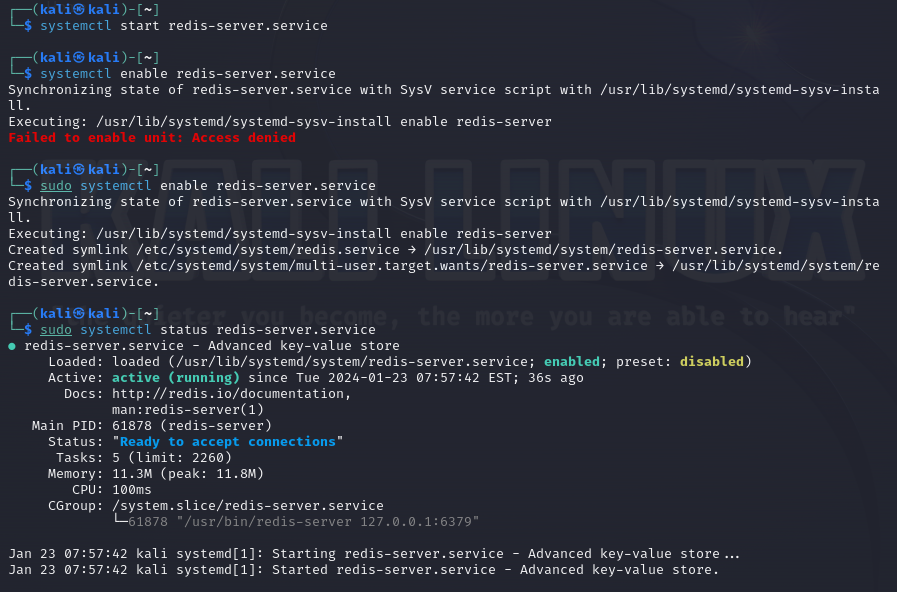 ┌──(kali㉿kali)-[~]
└─$ systemctl start redis-server.service
┌──(kali㉿kali)-[~]
└─$ systemctl enable redis-server.service
Synchronizing state of redis-server.service with SysV service script with /usr/lib/systemd/systemd-sysv-insta
ll.
Executing: /usr/lib/systemd/systemd-sysv-install enable redis-server
Failed to enable unit: Access denied
┌──(kali㉿kali)-[~]
└─$ sudo systemctl enable redis-server.service
Synchronizing state of redis-server.service with SysV service script with /usr/lib/systemd/systemd-sysv-insta
ll.
Executing: /usr/lib/systemd/systemd-sysv-install enable redis-server
Created symlink /etc/systemd/system/redis.service → /usr/lib/systemd/system/redis-server.service.
Created symlink /etc/systemd/system/multi-user.target.wants/redis-server.service → /usr/lib/systemd/system/re
dis-server.service.
KALI LINUX
┌──(kali㉿kali)-[~]
you become, the more you are able to hear"
└─$ sudo systemctl status redis-server.service
● redis-server.service - Advanced key-value store
Loaded: loaded (/usr/lib/systemd/system/redis-server.service; enabled; preset: disabled)
Active: active (running) since Tue 2024-01-23 07:57:42 EST; 36s ago
Docs: http://redis.io/documentation,
man:redis-server(1)
Main PID: 61878 (redis-server)
Status: "Ready to accept connections"
Tasks: 5 (limit: 2260)
Memory: 11.3M (peak: 11.8M)
CPU: 100ms
CGroup: /system.slice/redis-server.service
└─61878 "/usr/bin/redis-server 127.0.0.1:6379"
Jan 23 07:57:42 kali systemd[1]: Starting redis-server.service - Advanced key-value store...
Jan 23 07:57:42 kali systemd[1]: Started redis-server.service - Advanced key-value store.